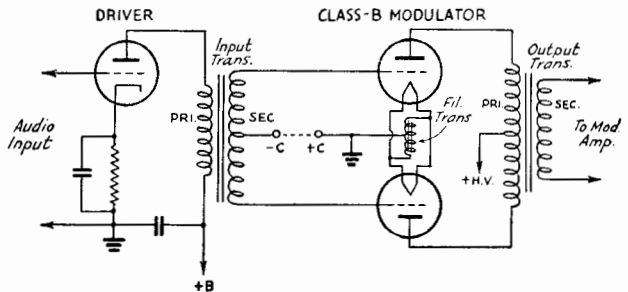 DRIVER
CLASS-B MODULATOR
Input
Trans.
Output
Trans.
Fil.
Trans
PRI.
SEC
PRI.
SEC.
Audio
Input
-C
+C
To Mod.
Amp.
+H.V.
+B